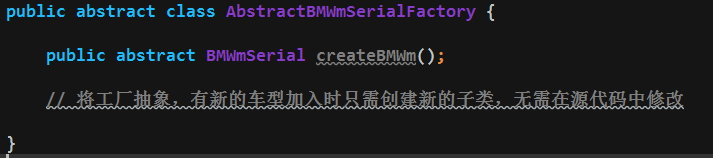 public abstract class AbstractBMWmSerialFactory {
public abstract BMWmSerial createBMWm();
// 将工厂抽象，有新的车型加入时只需创建新的子类，无需在源代码中修改
}